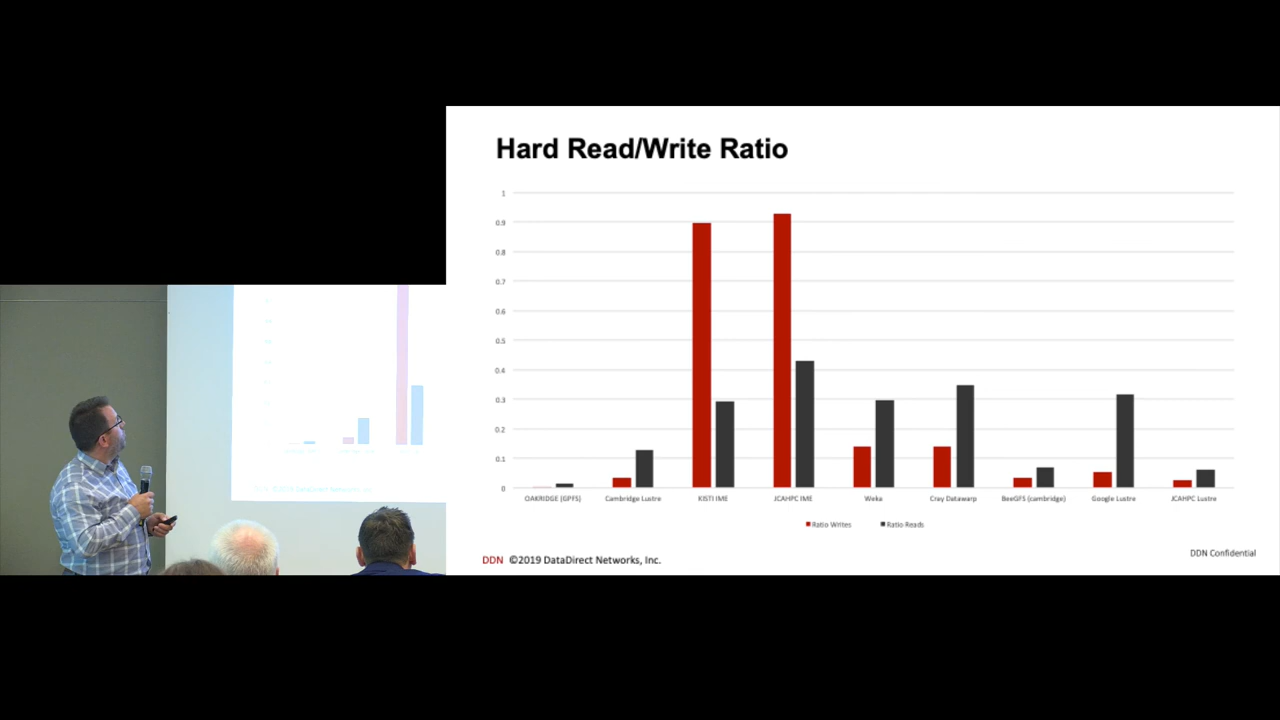 Hard Read/Write Ratio
1
0.9
0.8
0.7
0.6
0.5
0.4
0.3
0.2
0.1
0
OAKRIDGE (GPFS) Cambridge Lustre KISTI IME JCAHPC IME Weka Cray Datawarp BeeGFS (cambridge) Google Lustre JCAHPC Lustre
Ratio Writes Ratio Reads
DDN ©2019 DataDirect Networks, Inc.
DDN Confidential